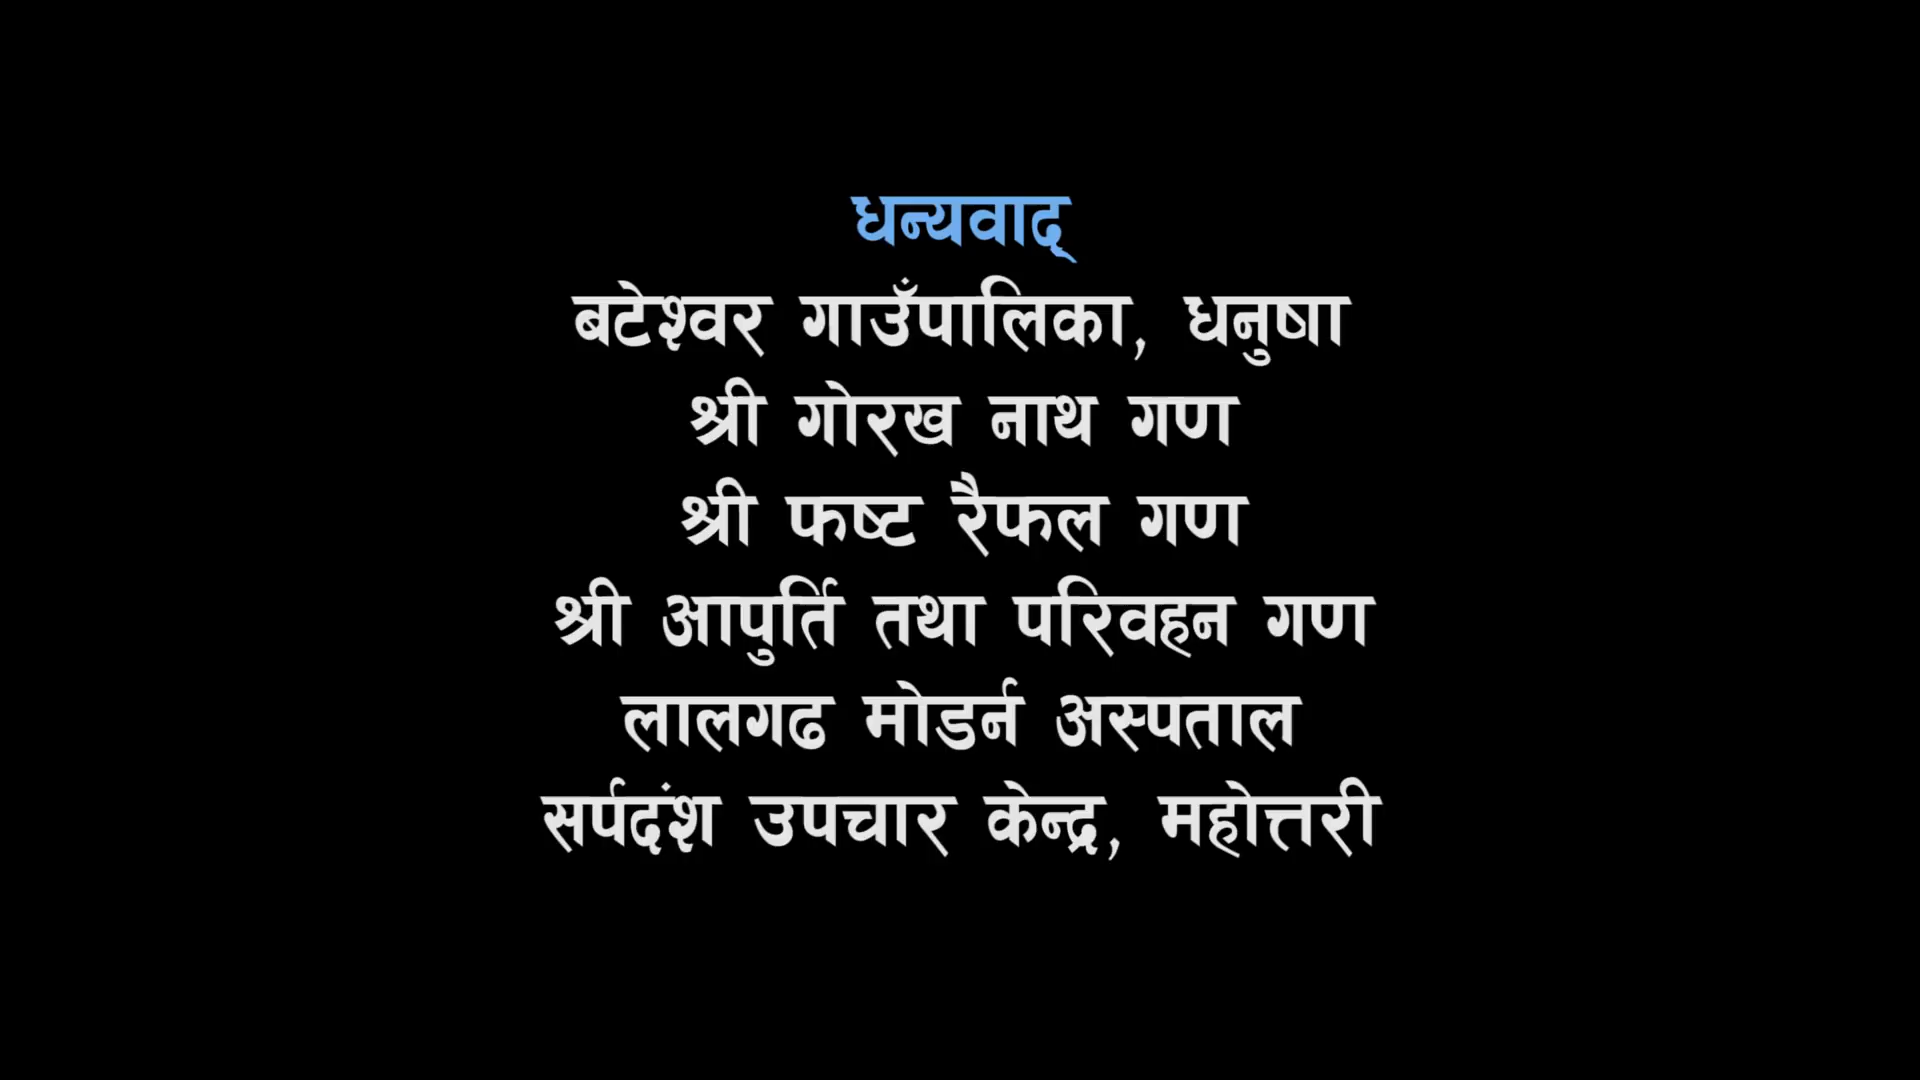 धन्यवाद्
बटेश्वर गाउँपालिका, धनुषा
श्री गोरख नाथ गण
श्री फष्ट रैफल गण
श्री आपुर्ति तथा परिवहन गण
लालगढ मोडर्न अस्पताल
सर्पदंश उपचार केन्द्र, महोत्तरी